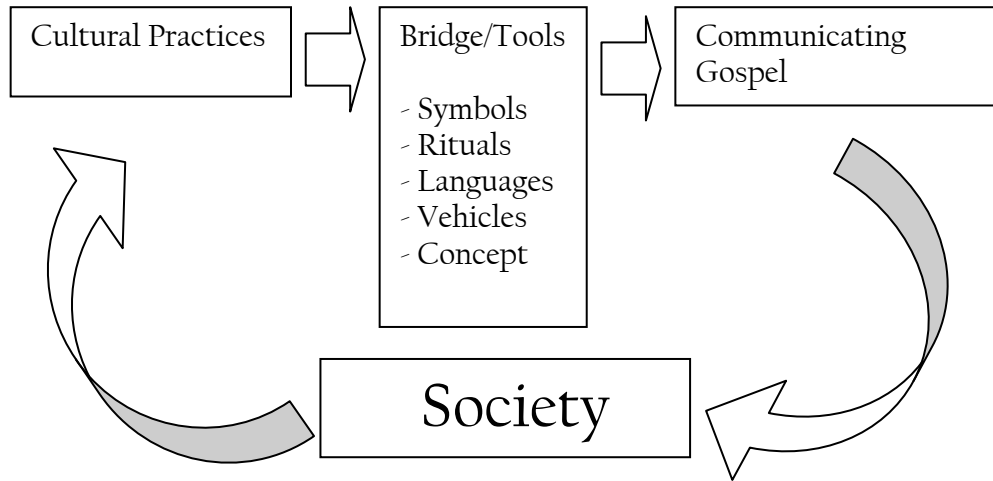 Cultural Practices
Bridge/Tools
- Symbols
- Rituals
- Languages
- Vehicles
- Concept
Communicating
Gospel
Society